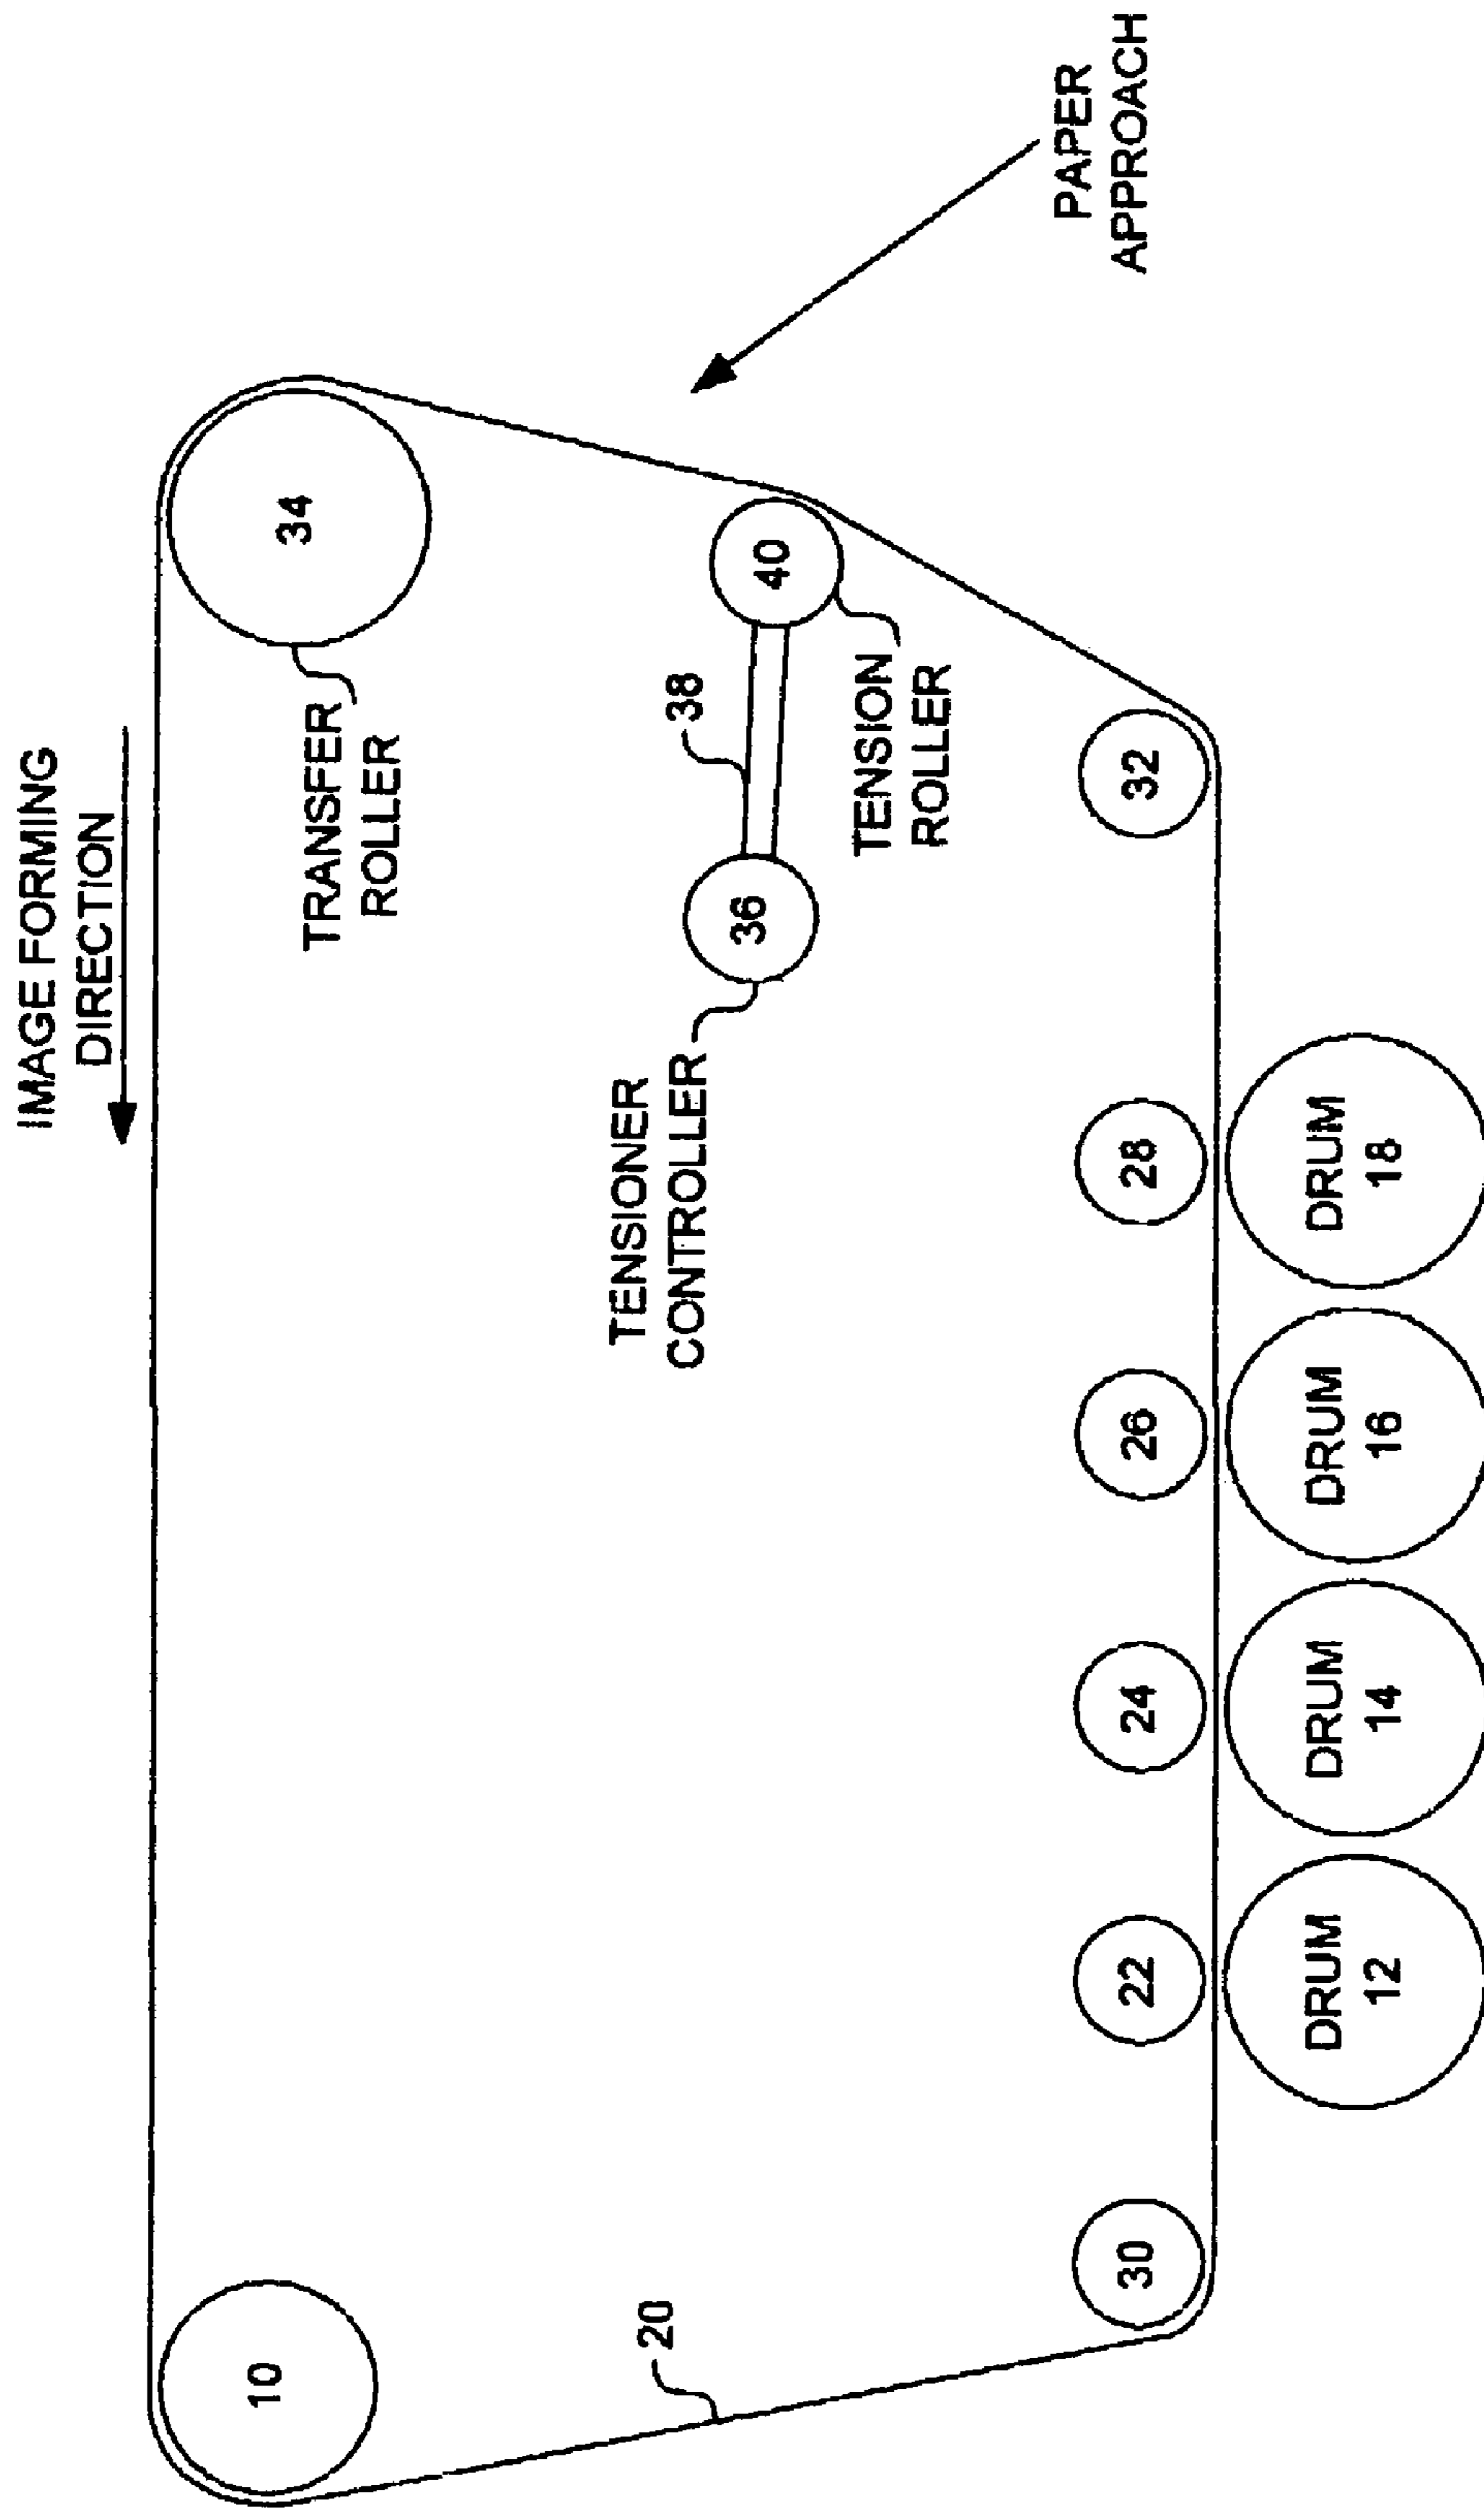 IMAGE FORMING
DIRECTION
34
TRANSFER
ROLLER
PAPER
APPROACH
38
40
TENSION
ROLLER
36
TENSIONER
CONTROLLER
32
28
26
24
22
30
10
20
DRUM
18
DRUM
16
DRUM
14
DRUM
12